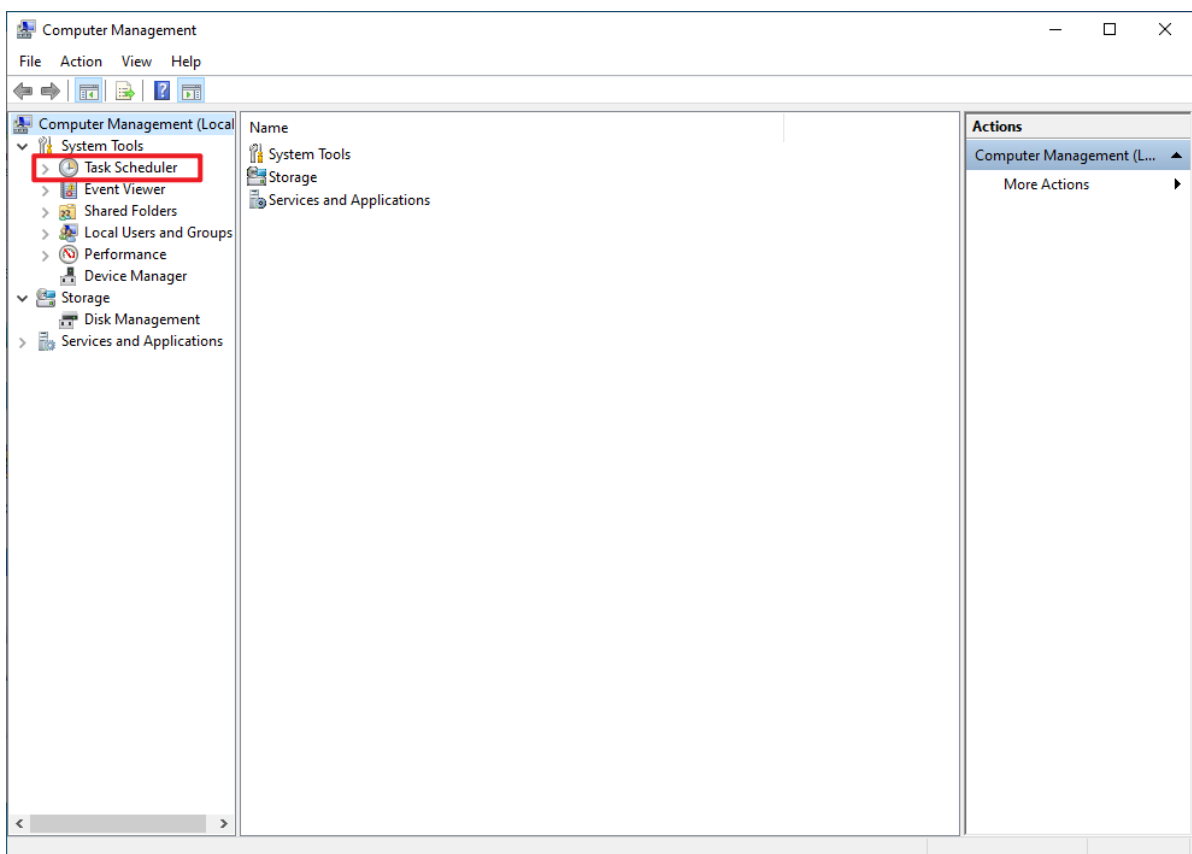 Computer Management
File Action View Help
Computer Management (Local
System Tools
Task Scheduler
Event Viewer
Shared Folders
Local Users and Groups
Performance
Device Manager
Storage
Disk Management
Services and Applications
Name
System Tools
Storage
Services and Applications
Actions
Computer Management (L...
More Actions